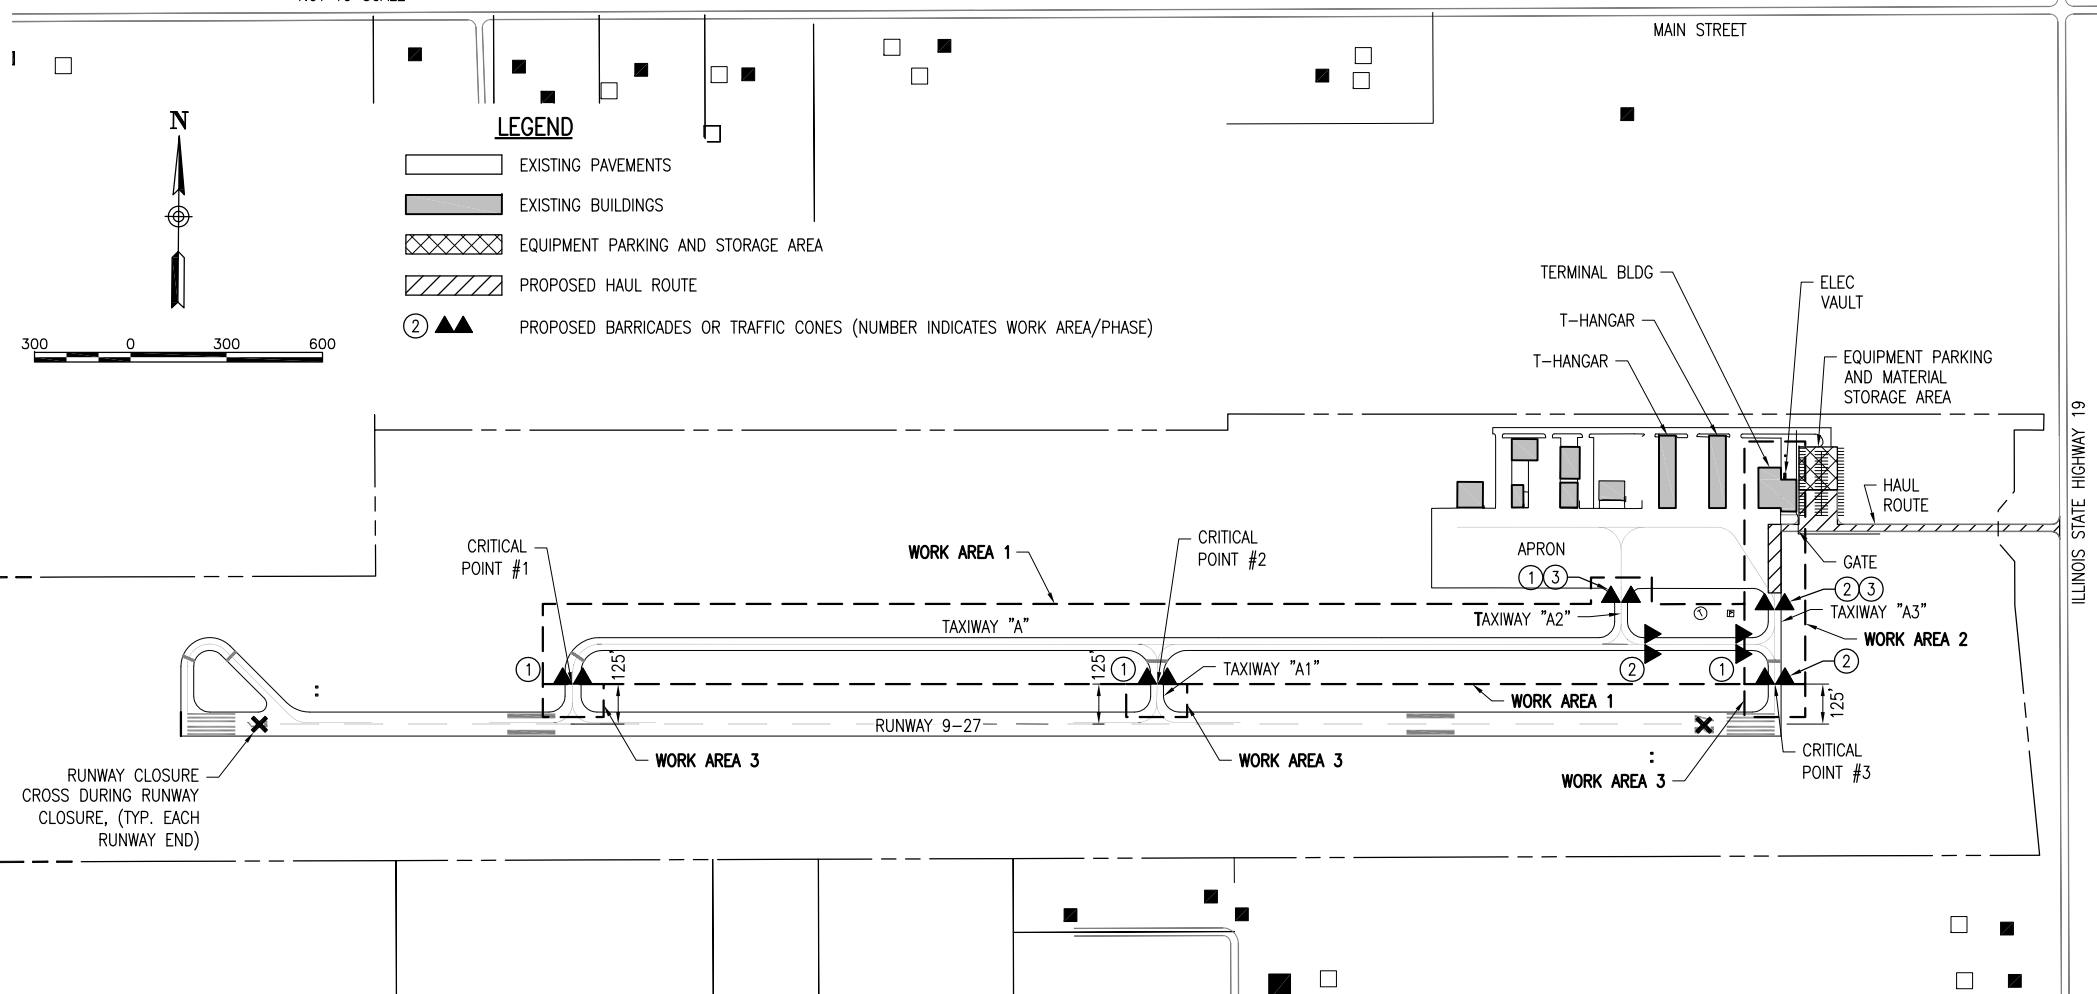 MAIN STREET
N
LEGEND
EXISTING PAVEMENTS
EXISTING BUILDINGS
EQUIPMENT PARKING AND STORAGE AREA
PROPOSED HAUL ROUTE
2 PROPOSED BARRICADES OR TRAFFIC CONES (NUMBER INDICATES WORK AREA/PHASE)
300 0 300 600
TERMINAL BLDG
ELEC
VAULT
T-HANGAR
T-HANGAR
EQUIPMENT PARKING
AND MATERIAL
STORAGE AREA
ILLINOIS STATE HIGHWAY 19
HAUL
ROUTE
CRITICAL
POINT #1
WORK AREA 1
CRITICAL
POINT #2
APRON
1 3
GATE
2 3
TAXIWAY "A"
TAXIWAY "A2"
TAXIWAY "A3"
WORK AREA 2
1
125'
125'
1
TAXIWAY "A1"
2
1
2
WORK AREA 1
125'
RUNWAY 9-27
WORK AREA 3
WORK AREA 3
WORK AREA 3
CRITICAL
POINT #3
RUNWAY CLOSURE
CROSS DURING RUNWAY
CLOSURE, (TYP. EACH
RUNWAY END)